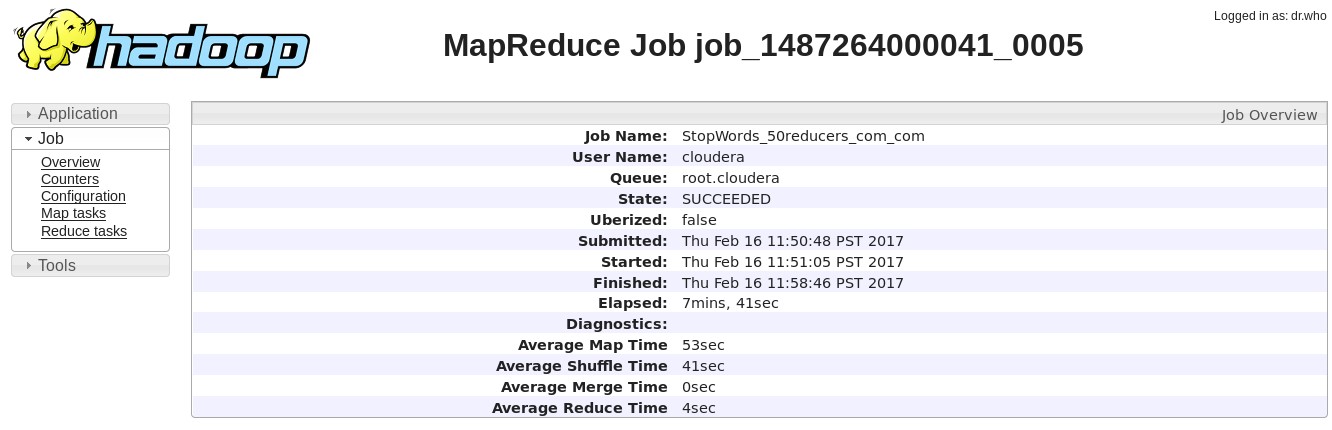 Logged in as: dr.who
hadoop
MapReduce Job job_1487264000041_0005
Application
Job
Overview
Counters
Configuration
Map tasks
Reduce tasks
Tools
Job Overview
Job Name: StopWords_50reducers_com_com
User Name: cloudera
Queue: root.cloudera
State: SUCCEEDED
Uberized: false
Submitted: Thu Feb 16 11:50:48 PST 2017
Started: Thu Feb 16 11:51:05 PST 2017
Finished: Thu Feb 16 11:58:46 PST 2017
Elapsed: 7mins, 41sec
Diagnostics:
Average Map Time 53sec
Average Shuffle Time 41sec
Average Merge Time 0sec
Average Reduce Time 4sec